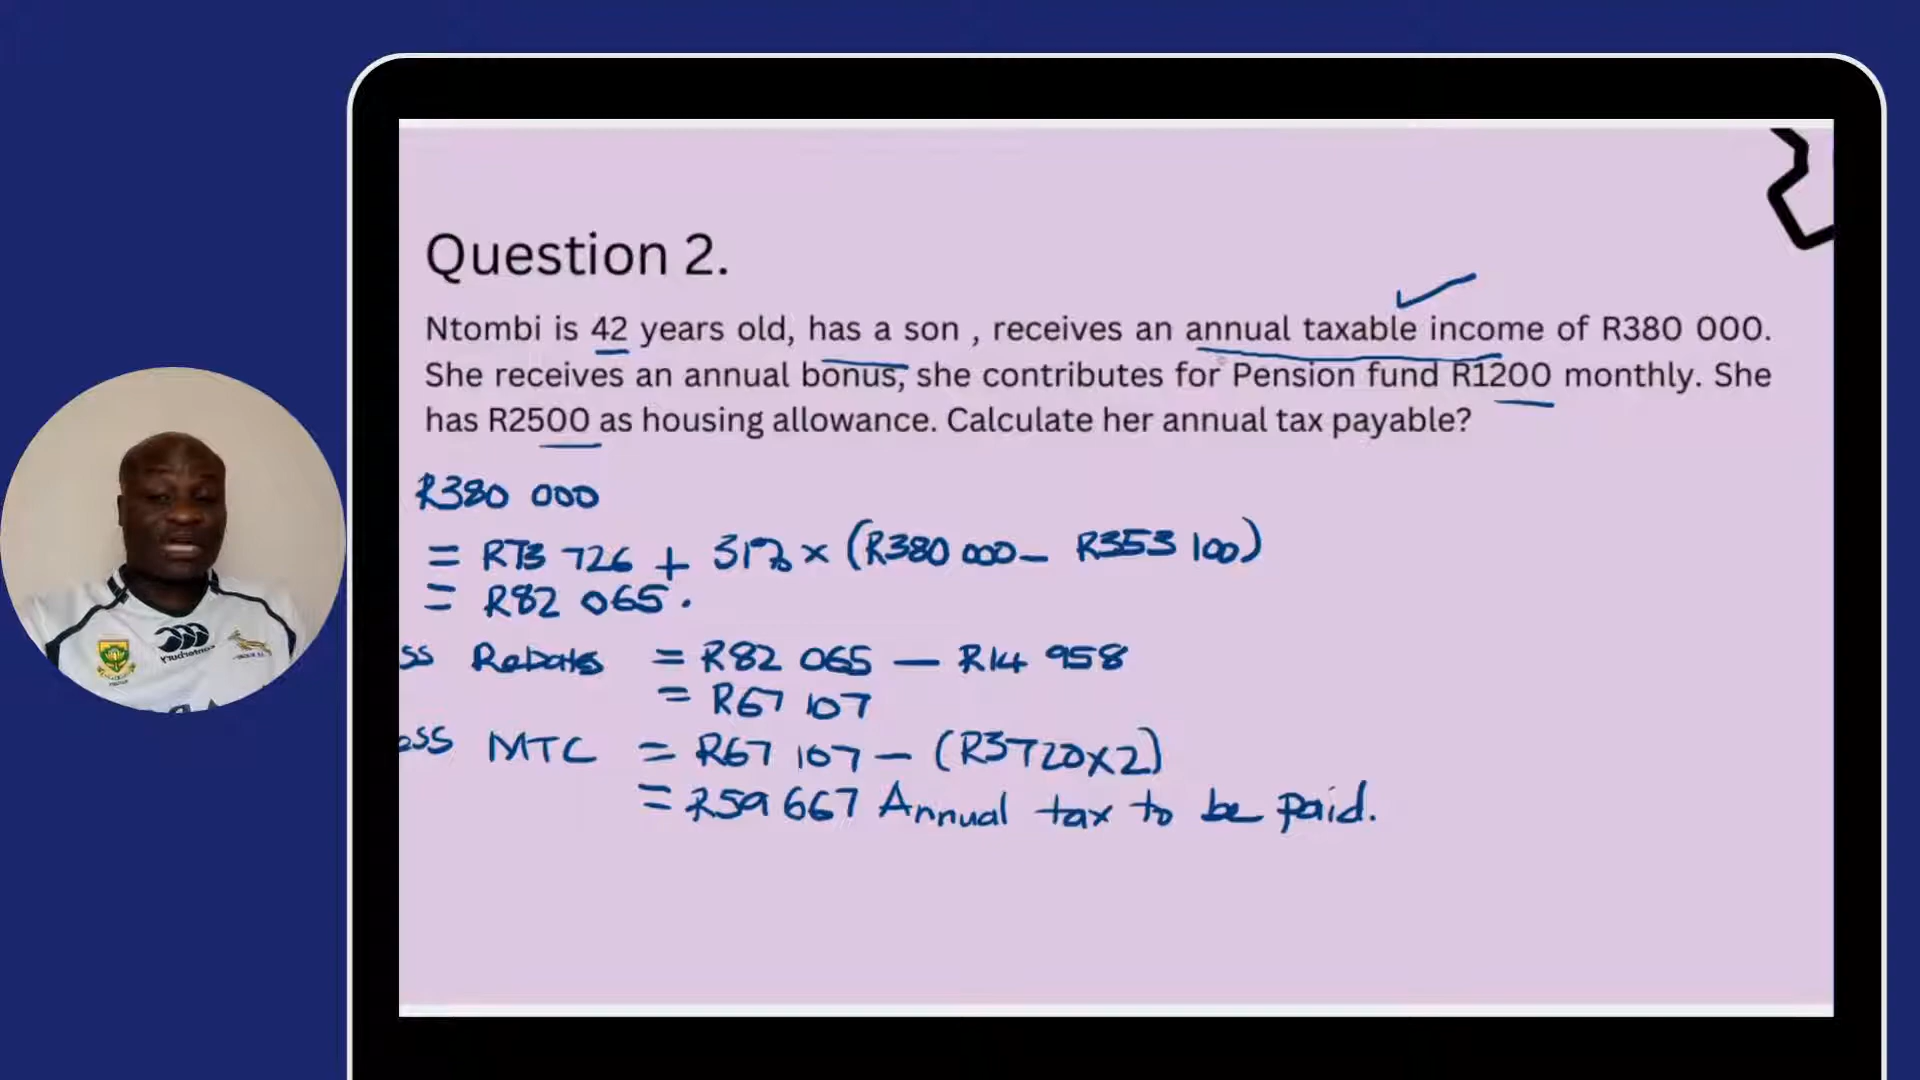 Question 2.
Ntombi is 42 years old, has a son , receives an annual taxable income of R380 000.
She receives an annual bonus, she contributes for Pension fund R1200 monthly. She
has R2500 as housing allowance. Calculate her annual tax payable?
R380 000
= R73 726 + 31% × (R380 000 – R353 100)
= R82 065.
ss Rebates = R82 065 – R14 958
= R67 107
ess MTC = R67 107 – (R3720×2)
= R59 667 Annual tax to be paid.